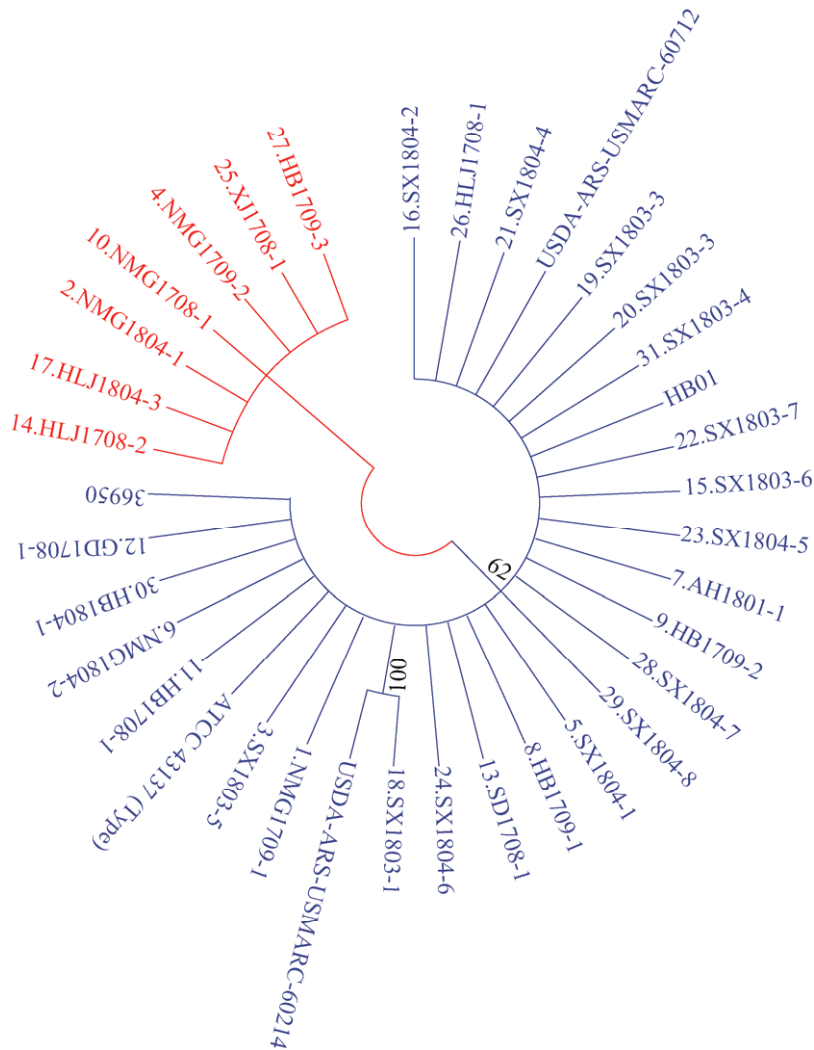 16.SX1804-2
26.HLJ1708-1
21.SX1804-4
USDA-ARS-USMARC-60712
19.SX1803-3
20.SX1803-3
31.SX1803-4
HB01
22.SX1803-7
15.SX1803-6
23.SX1804-5
7.AH1801-1
9.HB1709-2
28.SX1804-7
29.SX1804-8
5.SX1804-1
8.HB1709-1
13.SD1708-1
24.SX1804-6
18.SX1803-1
USDA-ARS-USMARC-60214
1.NMG1709-1
3.SX1803-5
ATCC 43137 (Type)
11.HB1708-1
6.NMG1804-2
30.HB1804-1
12.GD1708-1
36950
14.HLJ1708-2
17.HLJ1804-3
2.NMG1804-1
10.NMG1708-1
4.NMG1709-2
25.XJ1708-1
27.HB1709-3
62
100